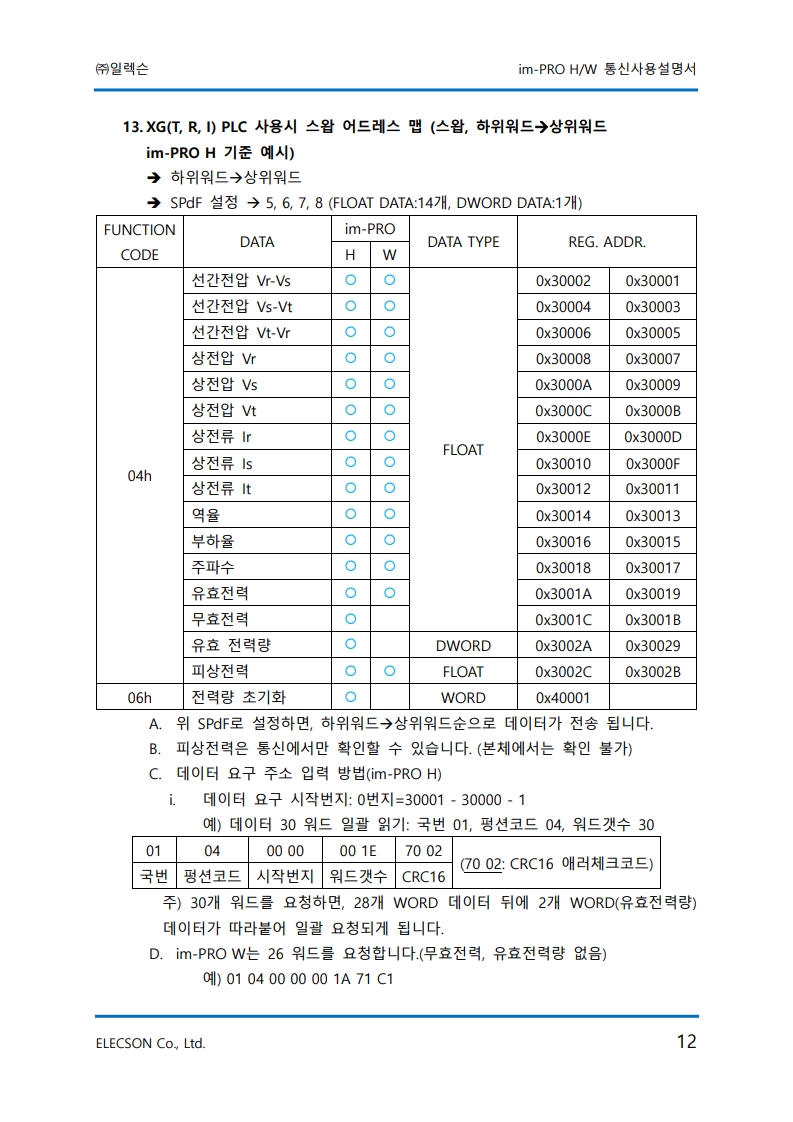 ㈜일렉슨 im-PRO H/W 통신사용설명서
13. XG(T, R, I) PLC 사용시 스왑 어드레스 맵 (스왑, 하위워드→상위워드
im-PRO H 기준 예시)
➔ 하위워드→상위워드
➔ SPdF 설정 → 5, 6, 7, 8 (FLOAT DATA:14개, DWORD DATA:1개)
FUNCTION CODE DATA im-PRO DATA TYPE REG. ADDR.
H W
선간전압 Vr-Vs ○ ○ 0x30002 0x30001
선간전압 Vs-Vt ○ ○ 0x30004 0x30003
선간전압 Vt-Vr ○ ○ 0x30006 0x30005
상전압 Vr ○ ○ 0x30008 0x30007
상전압 Vs ○ ○ 0x3000A 0x30009
상전압 Vt ○ ○ 0x3000C 0x3000B
상전류 Ir ○ ○ 0x3000E 0x3000D
FLOAT
상전류 Is ○ ○ 0x30010 0x3000F
04h
상전류 It ○ ○ 0x30012 0x30011
역율 ○ ○ 0x30014 0x30013
부하율 ○ ○ 0x30016 0x30015
주파수 ○ ○ 0x30018 0x30017
유효전력 ○ ○ 0x3001A 0x30019
무효전력 ○ 0x3001C 0x3001B
유효 전력량 ○ DWORD 0x3002A 0x30029
피상전력 ○ ○ FLOAT 0x3002C 0x3002B
06h 전력량 초기화 ○ WORD 0x40001
A. 위 SPdF로 설정하면, 하위워드→상위워드순으로 데이터가 전송 됩니다.
B. 피상전력은 통신에서만 확인할 수 있습니다. (본체에서는 확인 불가)
C. 데이터 요구 주소 입력 방법(im-PRO H)
i. 데이터 요구 시작번지: 0번지=30001 - 30000 - 1
예) 데이터 30 워드 일괄 읽기: 국번 01, 펑션코드 04, 워드갯수 30
01 04 00 00 00 1E 70 02 (70 02: CRC16 애러체크코드)
국번 펑션코드 시작번지 워드갯수 CRC16
주) 30개 워드를 요청하면, 28개 WORD 데이터 뒤에 2개 WORD(유효전력량)
데이터가 따라붙어 일괄 요청되게 됩니다.
D. im-PRO W는 26 워드를 요청합니다.(무효전력, 유효전력량 없음)
예) 01 04 00 00 00 1A 71 C1
ELECSON Co., Ltd. 12